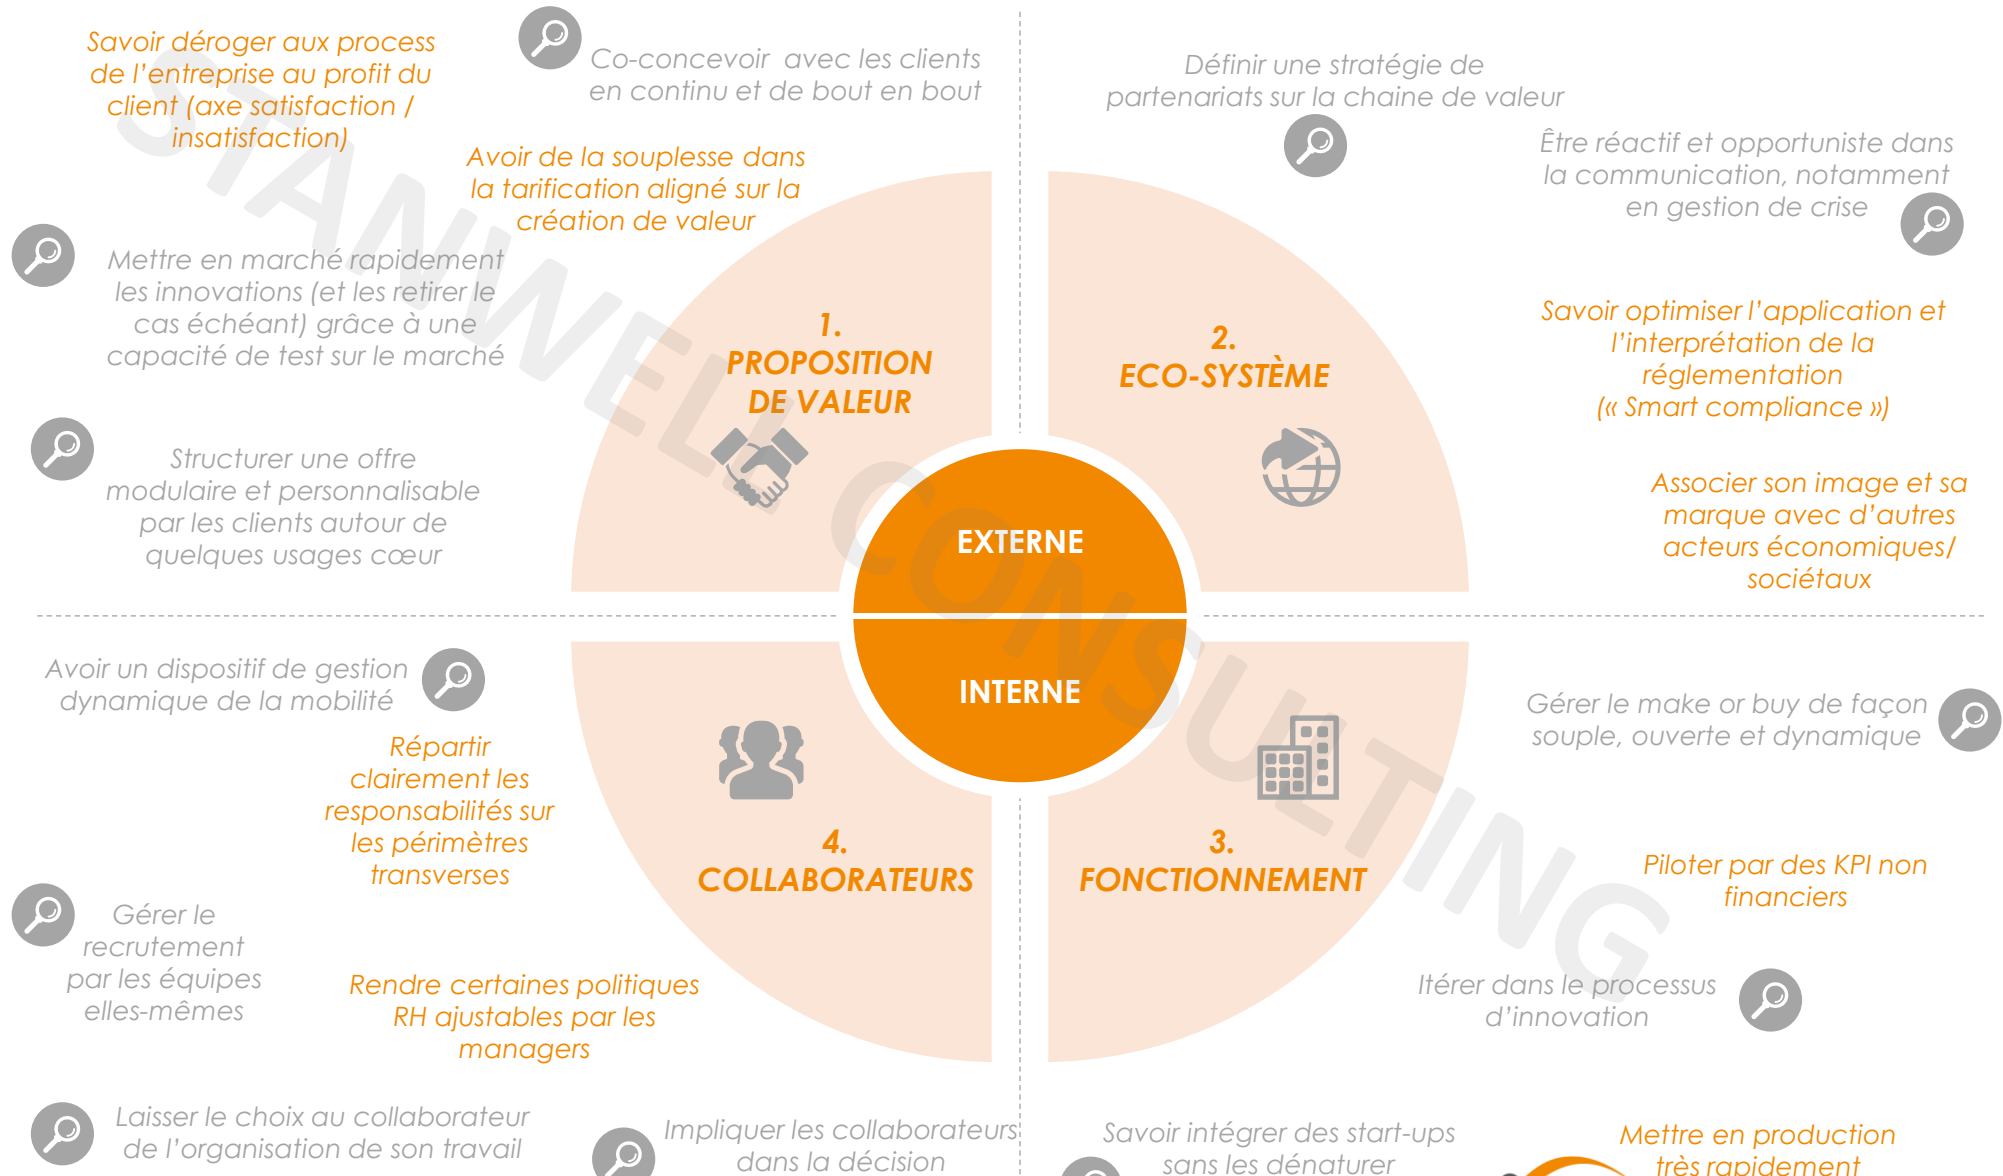 Savoir déroger aux process
de l’entreprise au profit du
client (axe satisfaction /
insatisfaction)
Co-concevoir avec les clients
en continu et de bout en bout
Avoir de la souplesse dans
la tarification aligné sur la
création de valeur
Mettre en marché rapidement
les innovations (et les retirer le
cas échéant) grâce à une
capacité de test sur le marché
Structurer une offre
modulaire et personnalisable
par les clients autour de
quelques usages cœur
1.
PROPOSITION
DE VALEUR
Définir une stratégie de
partenariats sur la chaine de valeur
Être réactif et opportuniste dans
la communication, notamment
en gestion de crise
Savoir optimiser l’application et
l’interprétation de la
réglementation
(« Smart compliance »)
Associer son image et sa
marque avec d’autres
acteurs économiques/
sociétaux
2.
ECO-SYSTÈME
EXTERNE
INTERNE
Avoir un dispositif de gestion
dynamique de la mobilité
Répartir
clairement les
responsabilités sur
les périmètres
transverses
Gérer le
recrutement
par les équipes
elles-mêmes
Rendre certaines politiques
RH ajustables par les
managers
Laisser le choix au collaborateur
de l’organisation de son travail
Impliquer les collaborateurs
dans la décision
4.
COLLABORATEURS
3.
FONCTIONNEMENT
Gérer le make or buy de façon
souple, ouverte et dynamique
Piloter par des KPI non
financiers
Itérer dans le processus
d’innovation
Savoir intégrer des start-ups
sans les dénaturer
Mettre en production
très rapidement
STANWELL CONSULTING